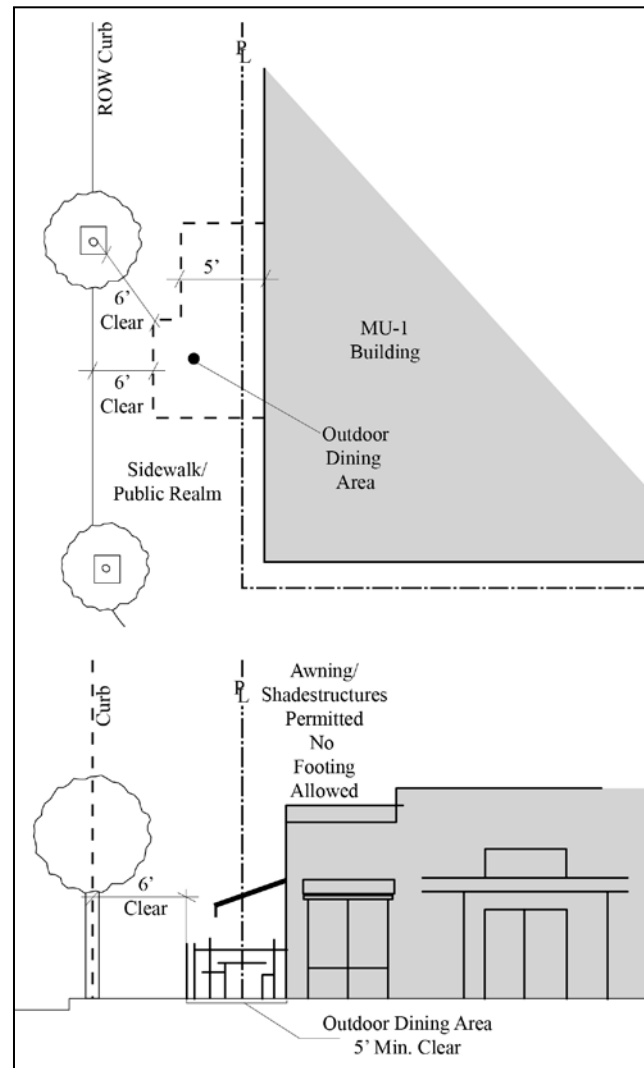 ROW Curb
PL
5’
6’
Clear
MU-1
Building
6’
Clear
Outdoor
Dining
Area
Sidewalk/
Public Realm
Curb
PL
Awning/
Shadestructures
Permitted
No
Footing
Allowed
6’
Clear
Outdoor Dining Area
5’ Min. Clear